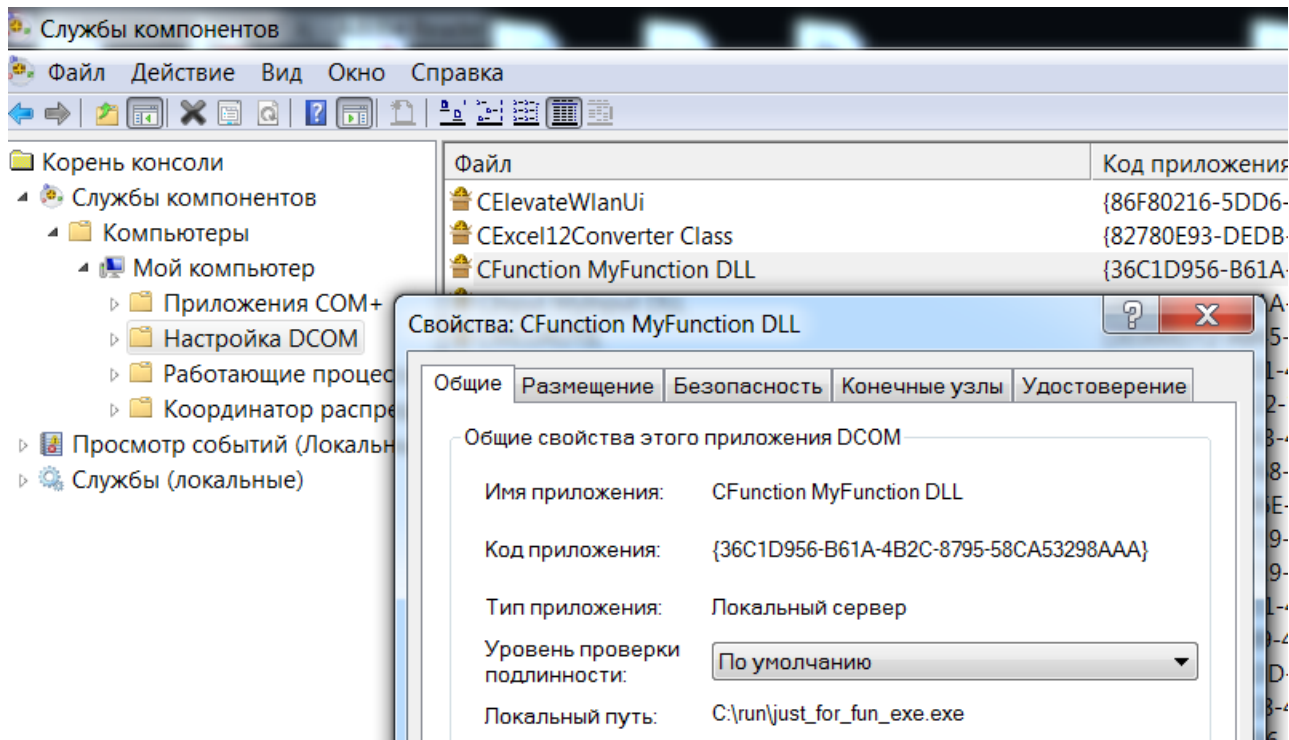 Службы компонентов
Файл Действие Вид Окно Справка
Корень консоли
Службы компонентов
Компьютеры
Мой компьютер
Приложения COM+
Настройка DCOM
Работающие процес
Координатор распре
Просмотр событий (Локальн
Службы (локальные)
Файл Код приложения
CElevateWlanUi {86F80216-5DD6-
CExcel12Converter Class {82780E93-DEDB-
CFunction MyFunction DLL {36C1D956-B61A-
Свойства: CFunction MyFunction DLL
Общие Размещение Безопасность Конечные узлы Удостоверение
Общие свойства этого приложения DCOM
Имя приложения: CFunction MyFunction DLL
Код приложения: {36C1D956-B61A-4B2C-8795-58CA53298AAA}
Тип приложения: Локальный сервер
Уровень проверки
подлинности: По умолчанию
Локальный путь: C:\run\just_for_fun_exe.exe